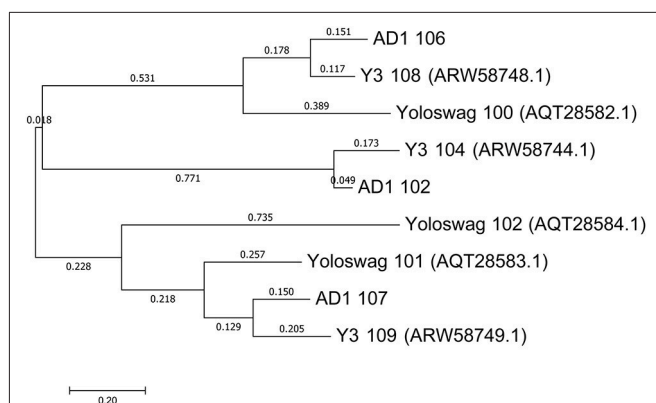 0.151
AD1 106
0.178
0.117
Y3 108 (ARW58748.1)
0.531
0.389
Yoloswag 100 (AQT28582.1)
0.018
0.173
Y3 104 (ARW58744.1)
0.771
0.049
AD1 102
0.735
Yoloswag 102 (AQT28584.1)
0.228
0.257
Yoloswag 101 (AQT28583.1)
0.218
0.150
AD1 107
0.129
0.205
Y3 109 (ARW58749.1)
0.20